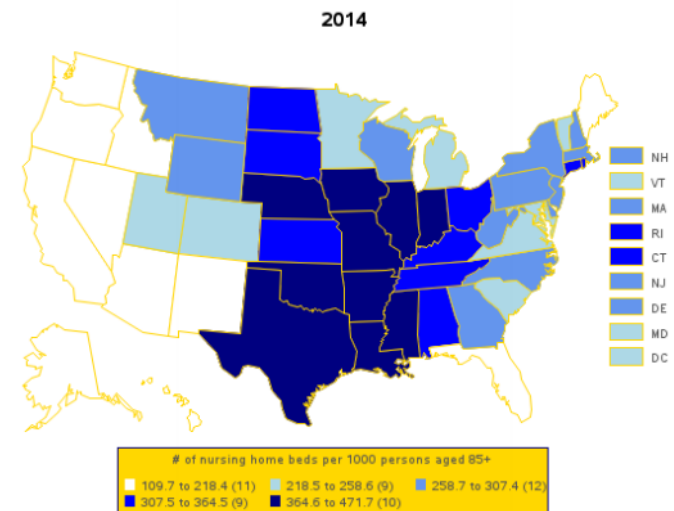 2014
NH
VT
MA
RI
CT
NJ
DE
MD
DC
# of nursing home beds per 1000 persons aged 85+
109.7 to 218.4 (11) 218.5 to 258.6 (9) 258.7 to 307.4 (12)
307.5 to 364.5 (9) 364.6 to 471.7 (10)